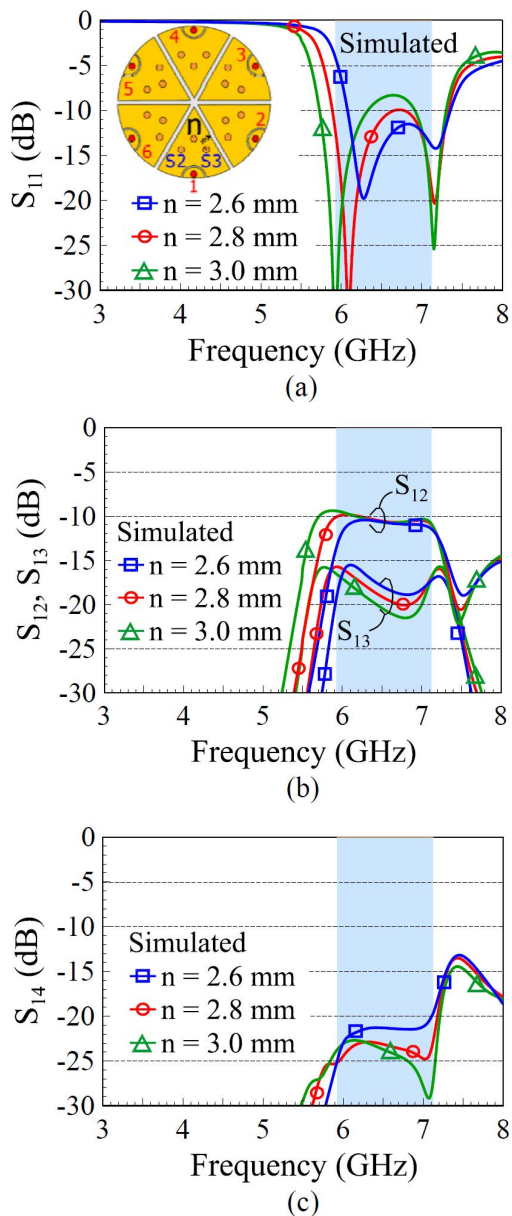 0
-5
-10
-15
-20
-25
-30
S11 (dB)
Simulated
4
3
5
n
2
6
S2 S3
1
n = 2.6 mm
n = 2.8 mm
n = 3.0 mm
3 4 5 6 7 8
Frequency (GHz)
(a)
0
-5
-10
-15
-20
-25
-30
S12, S13 (dB)
S12
Simulated
n = 2.6 mm
n = 2.8 mm
n = 3.0 mm
S13
3 4 5 6 7 8
Frequency (GHz)
(b)
0
-5
-10
-15
-20
-25
-30
S14 (dB)
Simulated
n = 2.6 mm
n = 2.8 mm
n = 3.0 mm
3 4 5 6 7 8
Frequency (GHz)
(c)